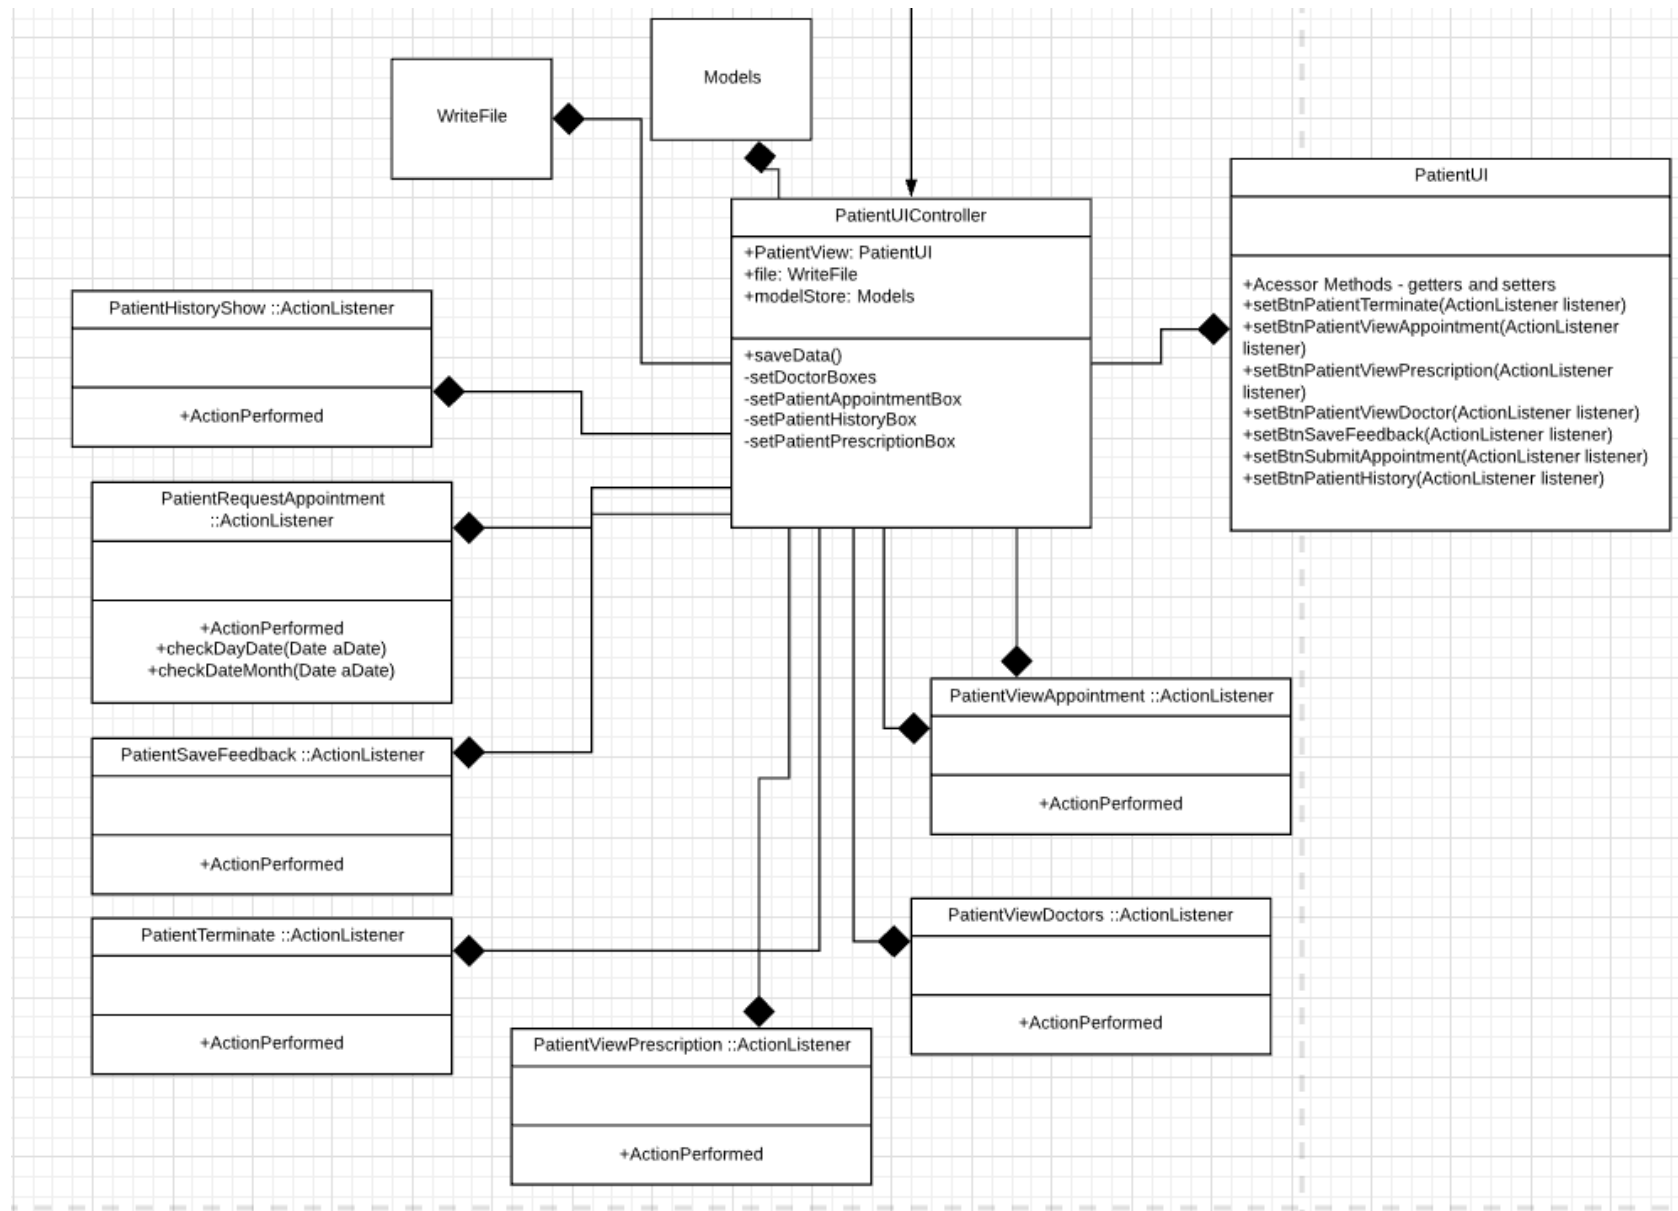 Models
WriteFile
PatientUI
+Acessor Methods - getters and setters
+setBtnPatientTerminate(ActionListener listener)
+setBtnPatientViewAppointment(ActionListener
listener)
+setBtnPatientViewPrescription(ActionListener
listener)
+setBtnPatientViewDoctor(ActionListener listener)
+setBtnSaveFeedback(ActionListener listener)
+setBtnSubmitAppointment(ActionListener listener)
+setBtnPatientHistory(ActionListener listener)
PatientUIController
+PatientView: PatientUI
+file: WriteFile
+modelStore: Models
+saveData()
-setDoctorBoxes
-setPatientAppointmentBox
-setPatientHistoryBox
-setPatientPrescriptionBox
PatientHistoryShow ::ActionListener
+ActionPerformed
PatientRequestAppointment
::ActionListener
+ActionPerformed
+checkDayDate(Date aDate)
+checkDateMonth(Date aDate)
PatientSaveFeedback ::ActionListener
+ActionPerformed
PatientViewAppointment ::ActionListener
+ActionPerformed
PatientTerminate ::ActionListener
+ActionPerformed
PatientViewDoctors ::ActionListener
+ActionPerformed
PatientViewPrescription ::ActionListener
+ActionPerformed